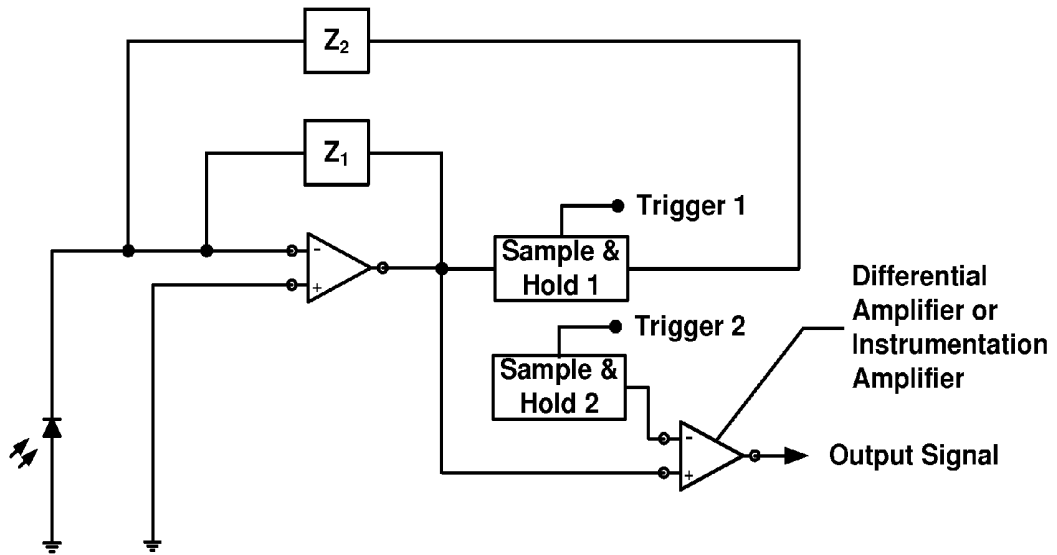 Z2
Z1
Trigger 1
Sample &
Hold 1
Differential
Amplifier or
Instrumentation
Amplifier
Trigger 2
Sample &
Hold 2
-
+
-
+
Output Signal